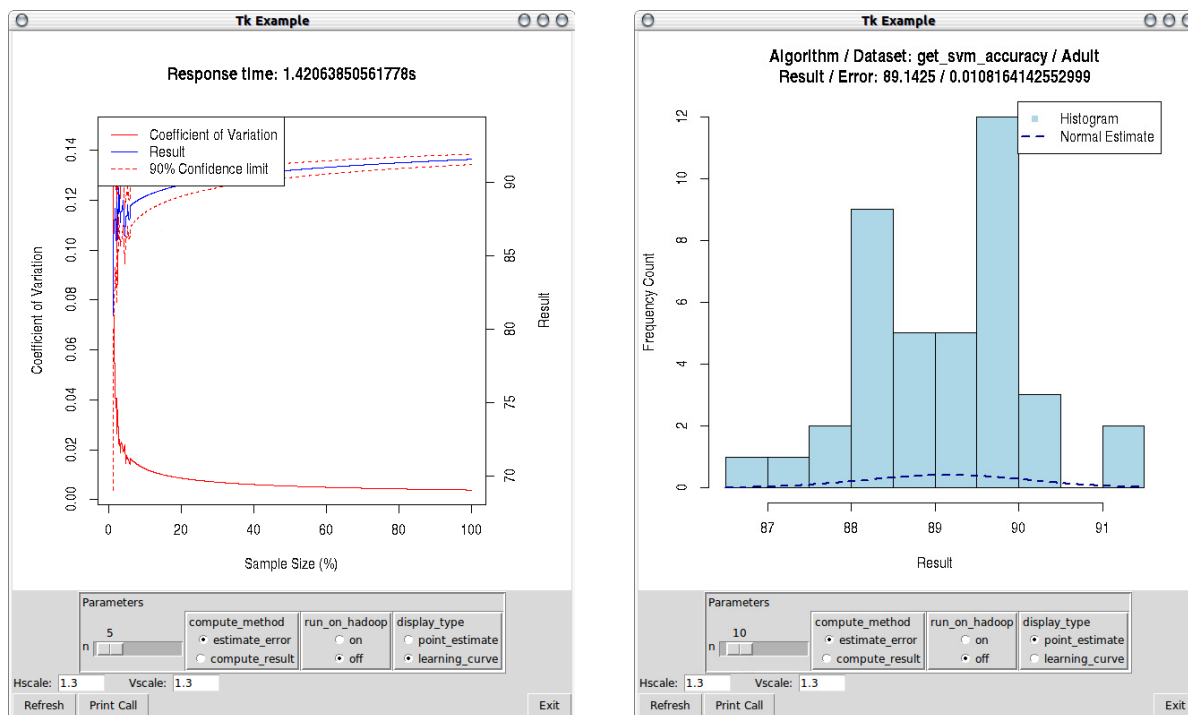 Tk Example
Response time: 1.42063850561778s
Coefficient of Variation
Result
90% Confidence limit
Coefficient of Variation
0.14
0.12
0.10
0.08
0.06
0.04
0.02
0.00
90
85
80
75
70
Result
0 20 40 60 80 100
Sample Size (%)
Parameters
n 5
compute_method
estimate_error
compute_result
run_on_hadoop
on
off
display_type
point_estimate
learning_curve
Hscale: 1.3 Vscale: 1.3
Refresh Print Call Exit
Tk Example
Algorithm / Dataset: get_svm_accuracy / Adult
Result / Error: 89.1425 / 0.0108164142552999
Histogram
Normal Estimate
Frequency Count
12
10
8
6
4
2
0
87 88 89 90 91
Result
Parameters
n 10
compute_method
estimate_error
compute_result
run_on_hadoop
on
off
display_type
point_estimate
learning_curve
Hscale: 1.3 Vscale: 1.3
Refresh Print Call Exit